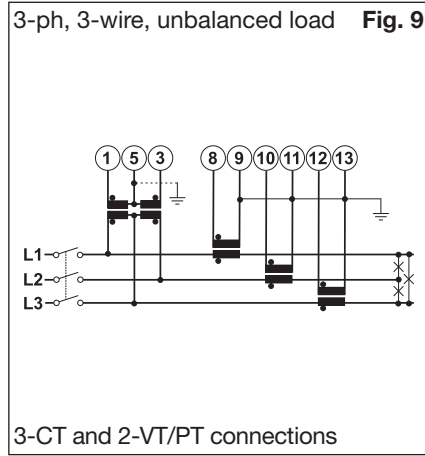 3-ph, 3-wire, unbalanced load Fig. 9
1 5 3 8 9 10 11 12 13
L1
L2
L3
3-CT and 2-VT/PT connections